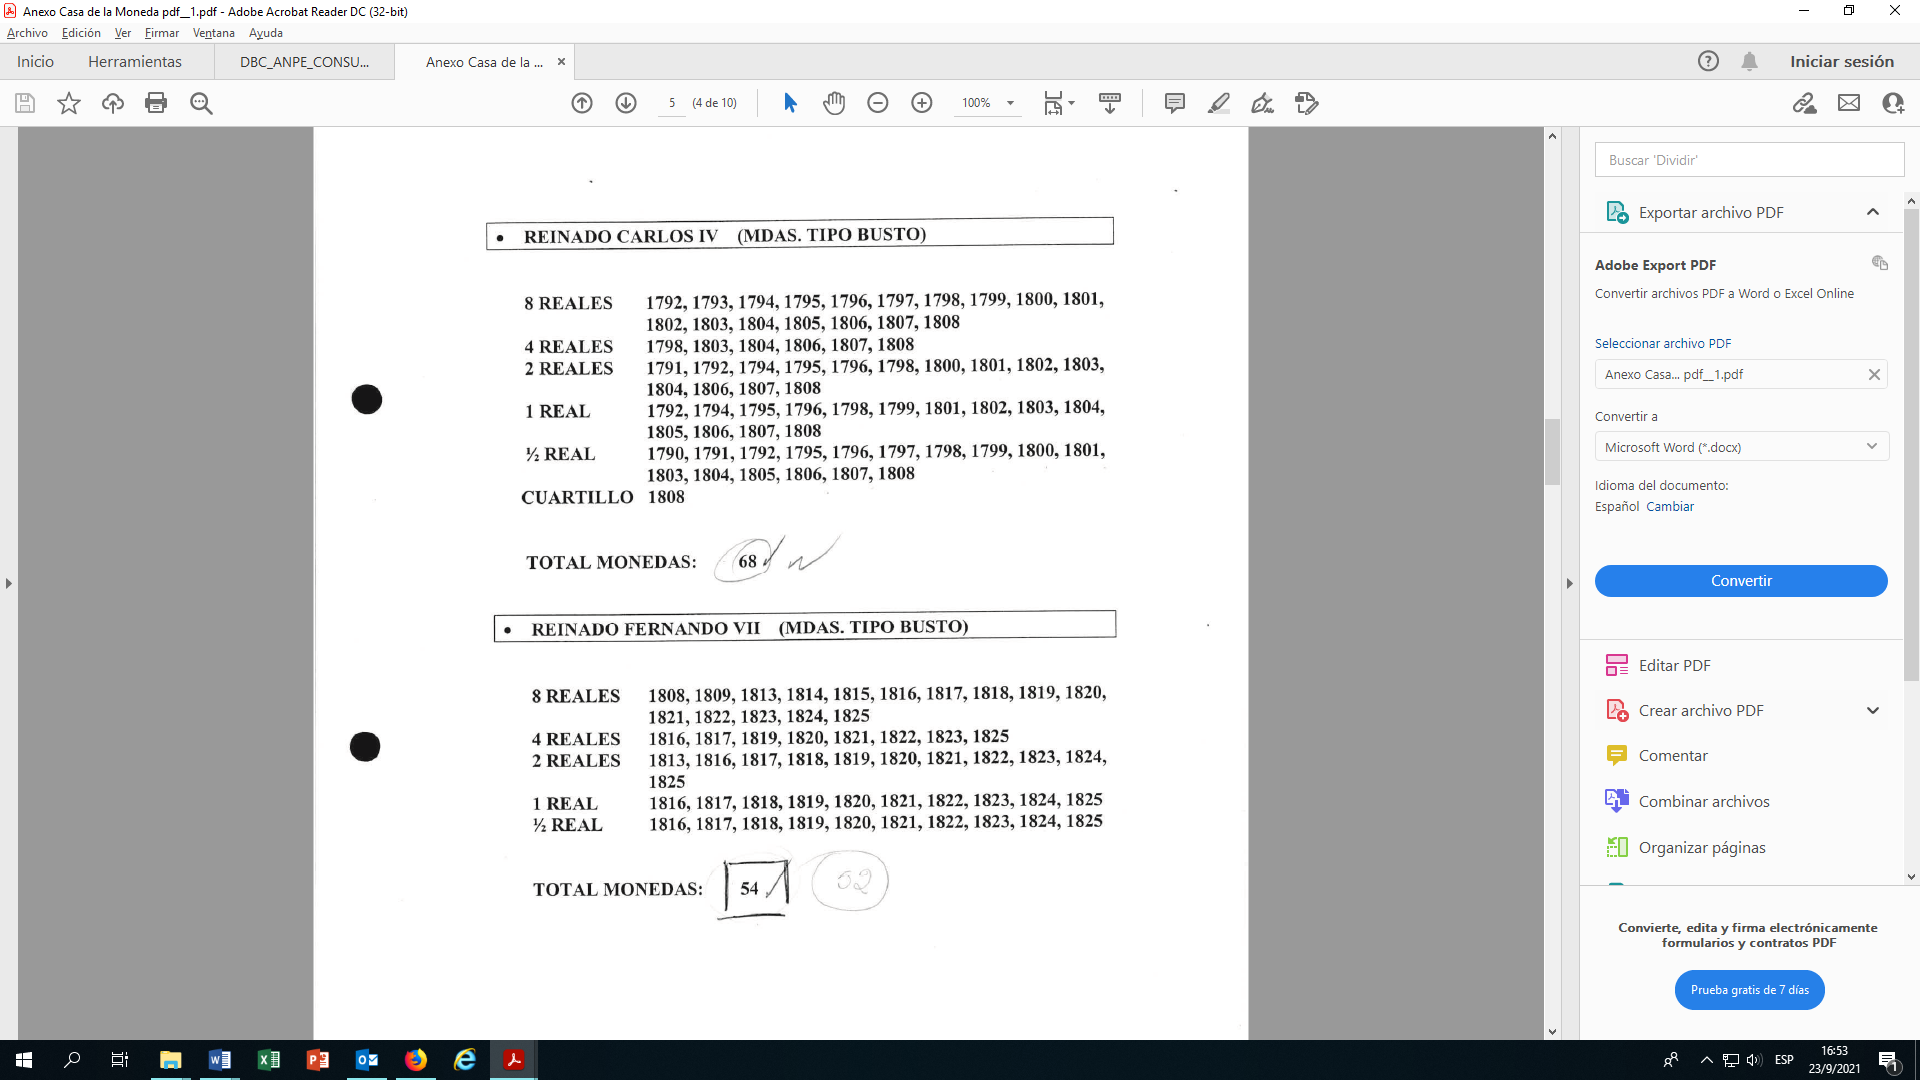 Anexo Casa de la Moneda pdf__1.pdf - Adobe Acrobat Reader DC (32-bit)
Archivo Edición Ver Firmar Ventana Ayuda
Inicio Herramientas DBC_ANPE_CONSU... Anexo Casa de la ... Iniciar sesión
5 (4 de 10) 100%
• REINADO CARLOS IV (MDAS. TIPO BUSTO)
8 REALES 1792, 1793, 1794, 1795, 1796, 1797, 1798, 1799, 1800, 1801,
1802, 1803, 1804, 1805, 1806, 1807, 1808
4 REALES 1798, 1803, 1804, 1806, 1807, 1808
2 REALES 1791, 1792, 1794, 1795, 1796, 1798, 1800, 1801, 1802, 1803,
1804, 1806, 1807, 1808
1 REAL 1792, 1794, 1795, 1796, 1798, 1799, 1801, 1802, 1803, 1804,
1805, 1806, 1807, 1808
½ REAL 1790, 1791, 1792, 1795, 1796, 1797, 1798, 1799, 1800, 1801,
1803, 1804, 1805, 1806, 1807, 1808
CUARTILLO 1808
TOTAL MONEDAS: 68
• REINADO FERNANDO VII (MDAS. TIPO BUSTO)
8 REALES 1808, 1809, 1813, 1814, 1815, 1816, 1817, 1818, 1819, 1820,
1821, 1822, 1823, 1824, 1825
4 REALES 1816, 1817, 1819, 1820, 1821, 1822, 1823, 1825
2 REALES 1813, 1816, 1817, 1818, 1819, 1820, 1821, 1822, 1823, 1824,
1825
1 REAL 1816, 1817, 1818, 1819, 1820, 1821, 1822, 1823, 1824, 1825
½ REAL 1816, 1817, 1818, 1819, 1820, 1821, 1822, 1823, 1824, 1825
TOTAL MONEDAS: 54
Buscar 'Dividir'
Exportar archivo PDF
Adobe Export PDF
Convertir archivos PDF a Word o Excel Online
Seleccionar archivo PDF
Anexo Casa... pdf__1.pdf
Convertir a
Microsoft Word (*.docx)
Idioma del documento:
Español Cambiar
Convertir
Editar PDF
Crear archivo PDF
Comentar
Combinar archivos
Organizar páginas
Convierte, edita y firma electrónicamente
formularios y contratos PDF
Prueba gratis de 7 días
ESP
16:53
23/9/2021
1